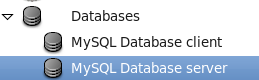 Databases
MySQL Database client
MySQL Database server